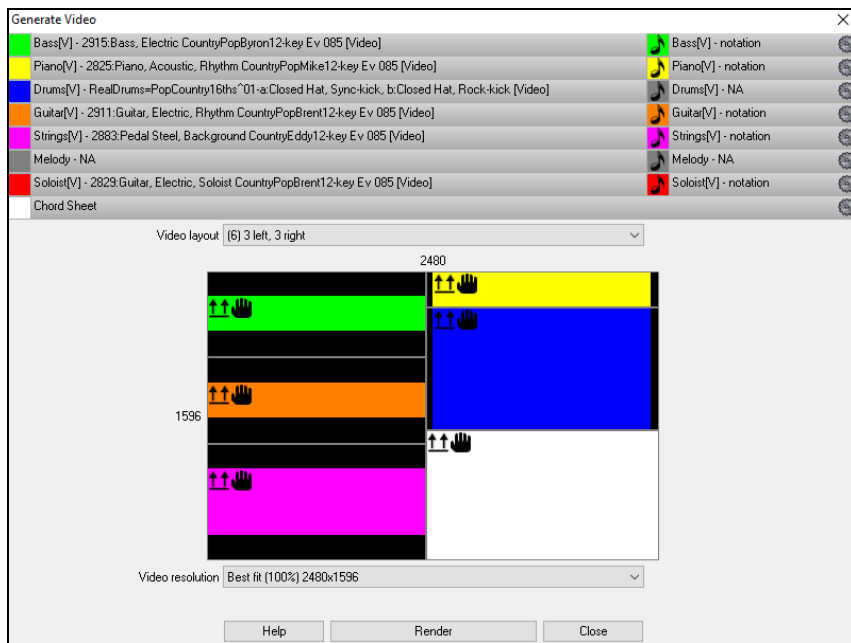 Generate Video
Bass[V] - 2915:Bass, Electric CountryPopByron12-key Ev 085 [Video] Bass[V] - notation
Piano[V] - 2825:Piano, Acoustic, Rhythm CountryPopMike12-key Ev 085 [Video] Piano[V] - notation
Drums[V] - RealDrums=PopCountry16ths^01-a:Closed Hat, Sync-kick, b:Closed Hat, Rock-kick [Video] Drums[V] - NA
Guitar[V] - 2911:Guitar, Electric, Rhythm CountryPopBrent12-key Ev 085 [Video] Guitar[V] - notation
Strings[V] - 2883:Pedal Steel, Background CountryEddy12-key Ev 085 [Video] Strings[V] - notation
Melody - NA Melody - NA
Soloist[V] - 2829:Guitar, Electric, Soloist CountryPopBrent12-key Ev 085 [Video] Soloist[V] - notation
Chord Sheet
Video layout (6) 3 left, 3 right
2480
1596
Video resolution Best fit (100%) 2480x1596
Help Render Close